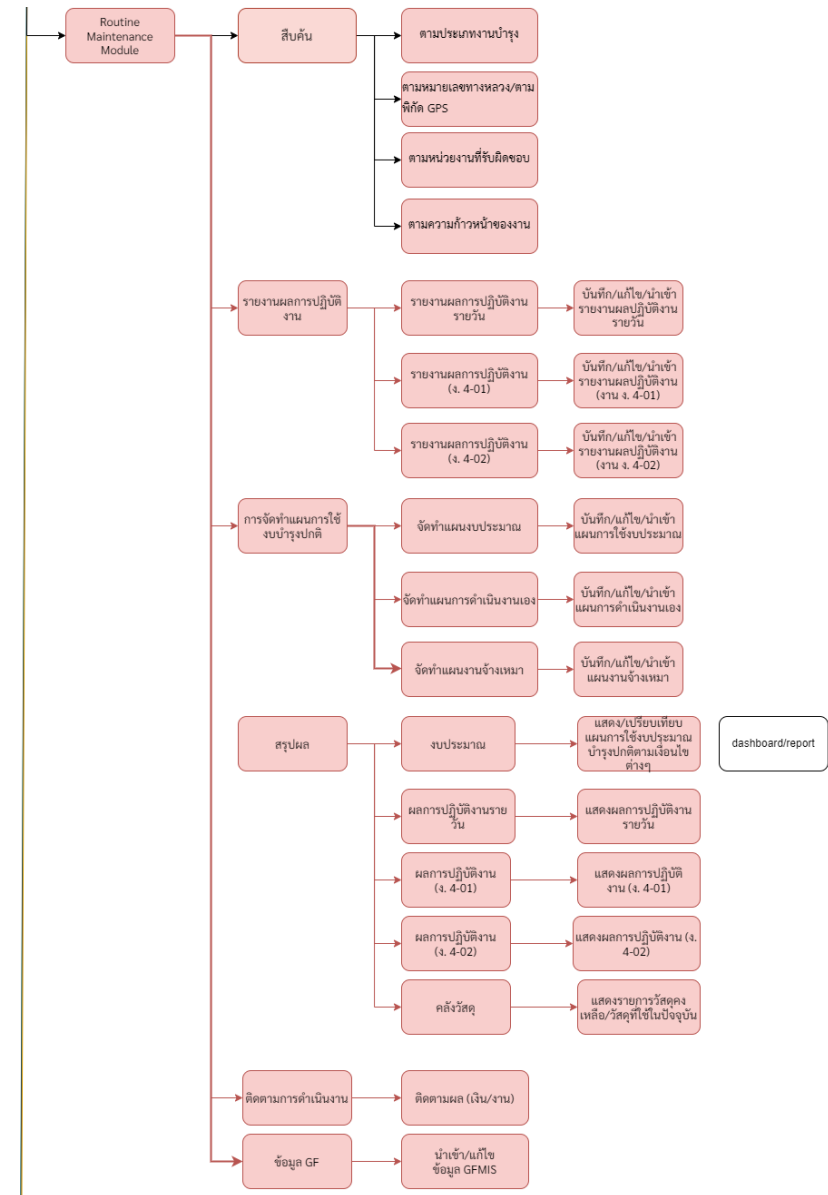 Routine
Maintenance
Module
สืบค้น
ตามประเภทงานบำรุง
ตามหมายเลขทางหลวง/ตาม
พิกัด GPS
ตามหน่วยงานที่รับผิดชอบ
ตามความก้าวหน้าของงาน
รายงานผลการปฏิบัติ
งาน
รายงานผลการปฏิบัติงาน
รายวัน
บันทึก/แก้ไข/นำเข้า
รายงานผลปฏิบัติงาน
รายวัน
รายงานผลการปฏิบัติงาน
(ง. 4-01)
บันทึก/แก้ไข/นำเข้า
รายงานผลปฏิบัติงาน
(งาน ง. 4-01)
รายงานผลการปฏิบัติงาน
(ง. 4-02)
บันทึก/แก้ไข/นำเข้า
รายงานผลปฏิบัติงาน
(งาน ง. 4-02)
การจัดทำแผนการใช้
งบบำรุงปกติ
จัดทำแผนงบประมาณ
บันทึก/แก้ไข/นำเข้า
แผนการใช้งบประมาณ
จัดทำแผนการดำเนินงานเอง
บันทึก/แก้ไข/นำเข้า
แผนการดำเนินงานเอง
จัดทำแผนงานจ้างเหมา
บันทึก/แก้ไข/นำเข้า
แผนงานจ้างเหมา
สรุปผล
งบประมาณ
แสดง/เปรียบเทียบ
แผนการใช้งบประมาณ
บำรุงปกติตามเงื่อนไข
ต่างๆ
dashboard/report
ผลการปฏิบัติงานราย
วัน
แสดงผลการปฏิบัติงาน
รายวัน
ผลการปฏิบัติงาน
(ง. 4-01)
แสดงผลการปฏิบัติ
งาน (ง. 4-01)
ผลการปฏิบัติงาน
(ง. 4-02)
แสดงผลการปฏิบัติงาน (ง.
4-02)
คลังวัสดุ
แสดงรายการวัสดุคง
เหลือ/วัสดุที่ใช้ในปัจจุบัน
ติดตามการดำเนินงาน
ติดตามผล (เงิน/งาน)
ข้อมูล GF
นำเข้า/แก้ไข
ข้อมูล GFMIS